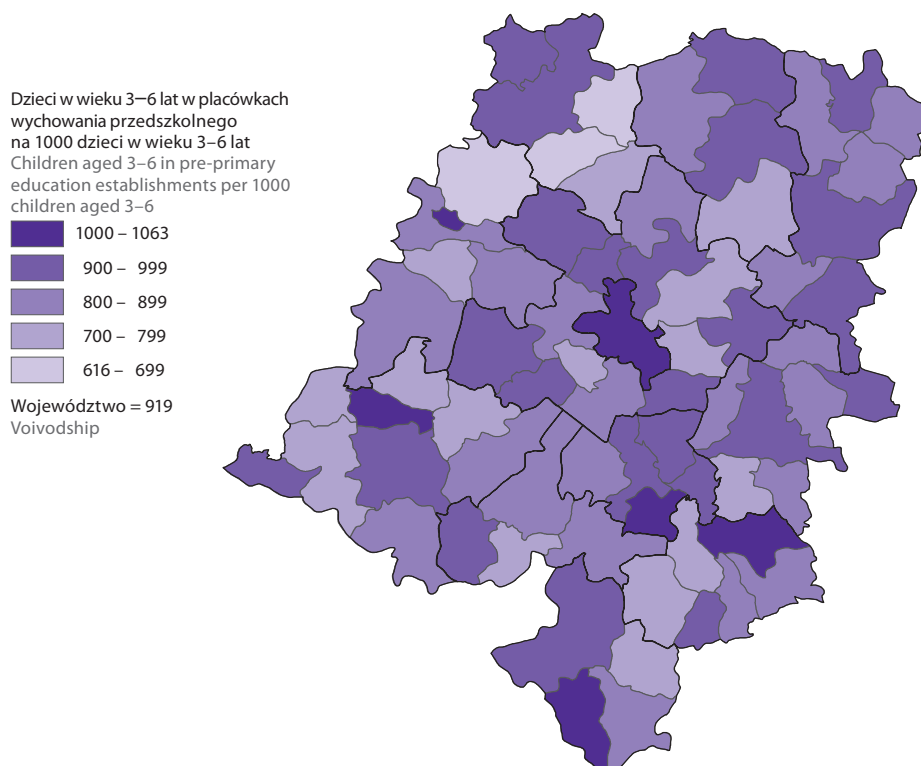 Dzieci w wieku 3–6 lat w placówkach
wychowania przedszkolnego
na 1000 dzieci w wieku 3–6 lat
Children aged 3–6 in pre-primary
education establishments per 1000
children aged 3–6
1000 – 1063
900 – 999
800 – 899
700 – 799
616 – 699
Województwo = 919
Voivodship